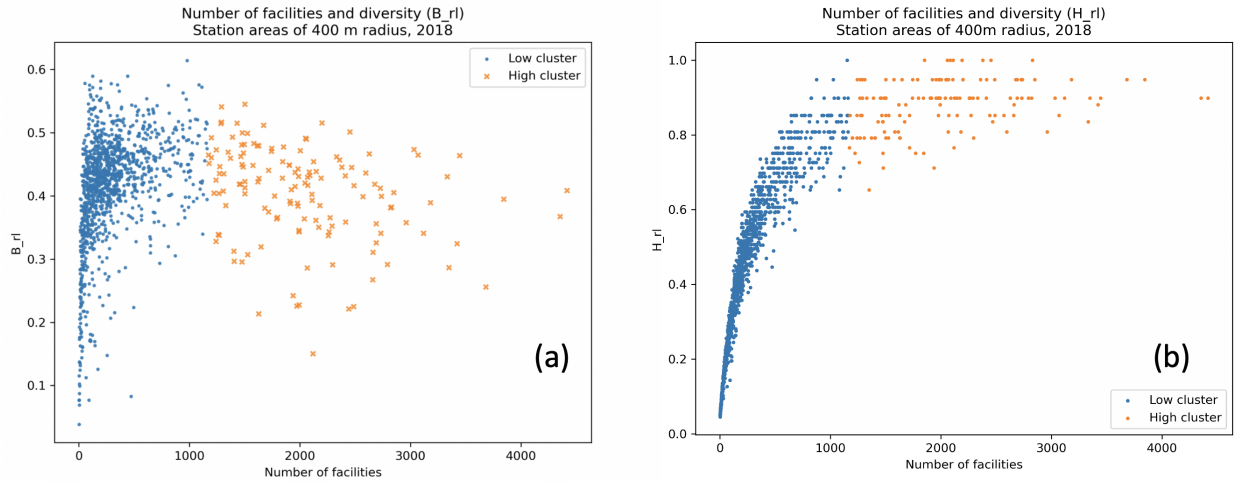 Number of facilities and diversity (B_rl)
Station areas of 400 m radius, 2018
B_rl
0.6
0.5
0.4
0.3
0.2
0.1
Low cluster
High cluster
(a)
0
1000
2000
3000
4000
Number of facilities
Number of facilities and diversity (H_rl)
Station areas of 400m radius, 2018
H_rl
1.0
0.8
0.6
0.4
0.2
0.0
(b)
Low cluster
High cluster
0
1000
2000
3000
4000
Number of facilities